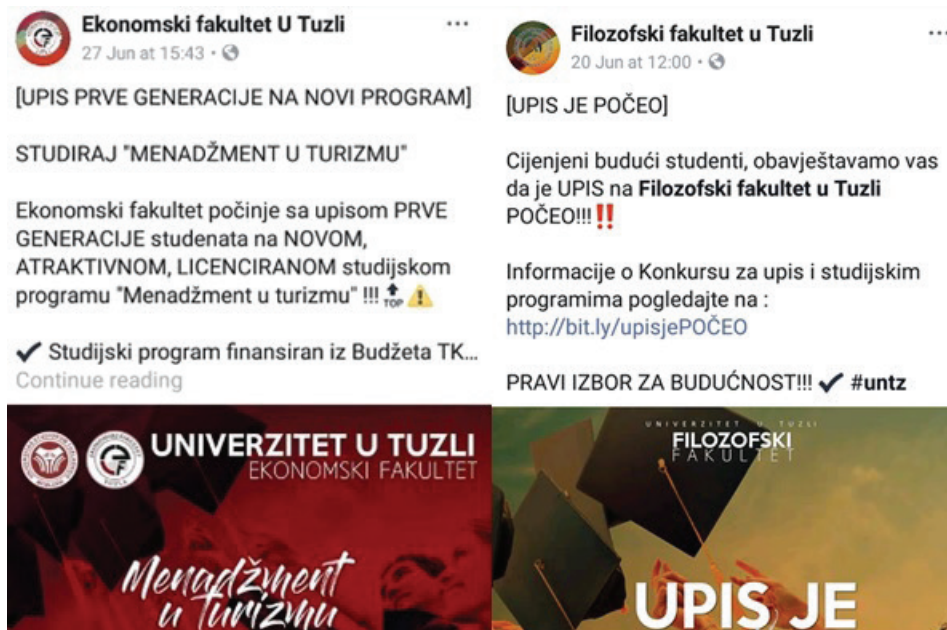 Ekonomski fakultet U Tuzli
27 Jun at 15:43
[UPIS PRVE GENERACIJE NA NOVI PROGRAM]
STUDIRAJ "MENADŽMENT U TURIZMU"
Ekonomski fakultet počinje sa upisom PRVE
GENERACIJE studenata na NOVOM,
ATRAKTIVNOM, LICENCIRANOM studijskom
programu "Menadžment u turizmu" !!! 🔝 ⚠️
✔ Studijski program finansiran iz Budžeta TK...
Continue reading
UNIVERZITET U TUZLI
EKONOMSKI FAKULTET
Menadžment
u turizmu
Filozofski fakultet u Tuzli
20 Jun at 12:00
[UPIS JE POČEO]
Cijenjeni budući studenti, obavještavamo vas
da je UPIS na Filozofski fakultet u Tuzli
POČEO!!! ‼️
Informacije o Konkursu za upis i studijskim
programima pogledajte na :
http://bit.ly/upisjePOČEO
PRAVI IZBOR ZA BUDUĆNOST!!! ✔ #untz
UNIVERZITET U TUZLI
FILOZOFSKI
FAKULTET
UPIS JE